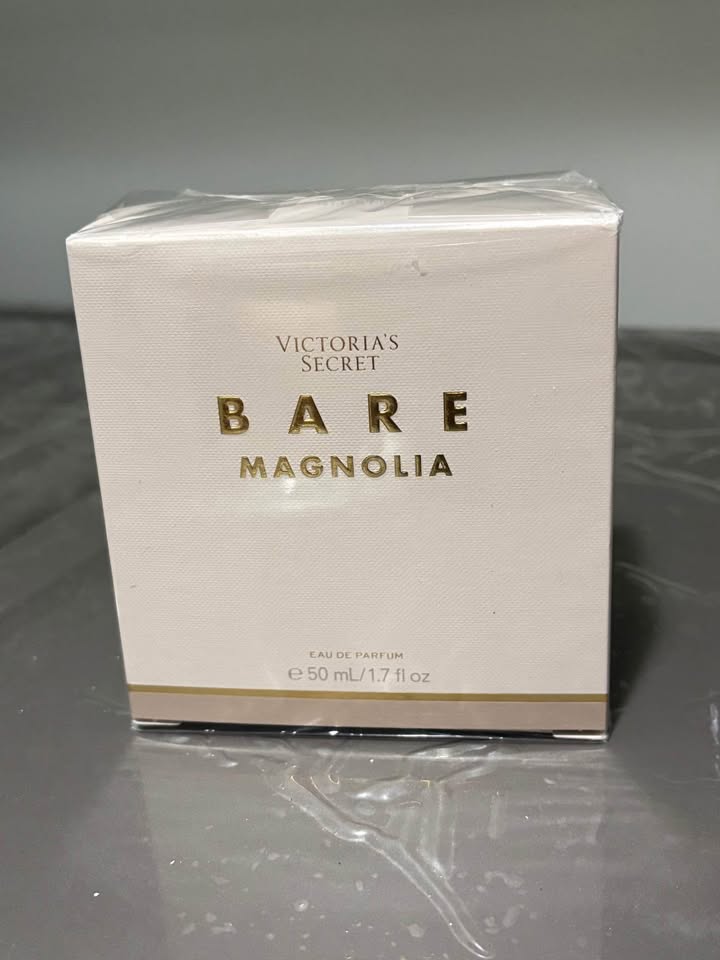 VICTORIA'S
SECRET
BARE
MAGNOLIA
EAU DE PARFUM
℮ 50 mL/1.7 fl oz